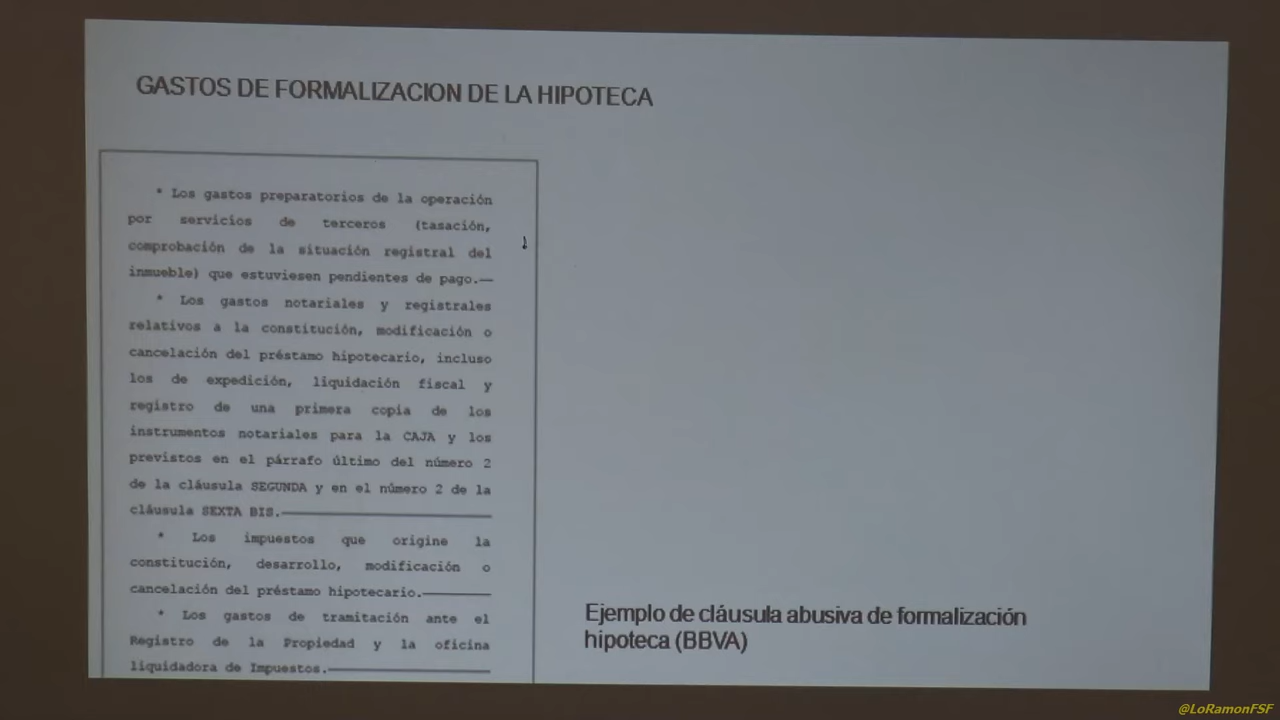 GASTOS DE FORMALIZACION DE LA HIPOTECA
* Los gastos preparatorios de la operación
por servicios de terceros (tasación,
comprobación de la situación registral del
inmueble) que estuviesen pendientes de pago.—
* Los gastos notariales y registrales
relativos a la constitución, modificación o
cancelación del préstamo hipotecario, incluso
los de expedición, liquidación fiscal y
registro de una primera copia de los
instrumentos notariales para la CAJA y los
previstos en el párrafo último del número 2
de la cláusula SEGUNDA y en el número 2 de la
cláusula SEXTA BIS.
* Los impuestos que origine la
constitución, desarrollo, modificación o
cancelación del préstamo hipotecario.
* Los gastos de tramitación ante el
Registro de la Propiedad y la oficina
liquidadora de Impuestos.
Ejemplo de cláusula abusiva de formalización
hipoteca (BBVA)
@LoRamonFSF